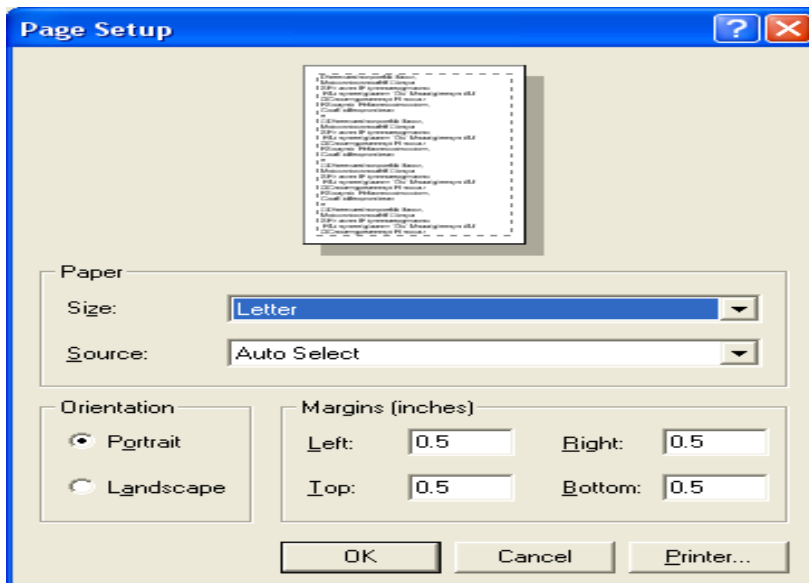 Page Setup
Paper
Size: Letter
Source: Auto Select
Orientation
Portrait
Landscape
Margins (inches)
Left: 0.5 Right: 0.5
Top: 0.5 Bottom: 0.5
OK Cancel Printer...